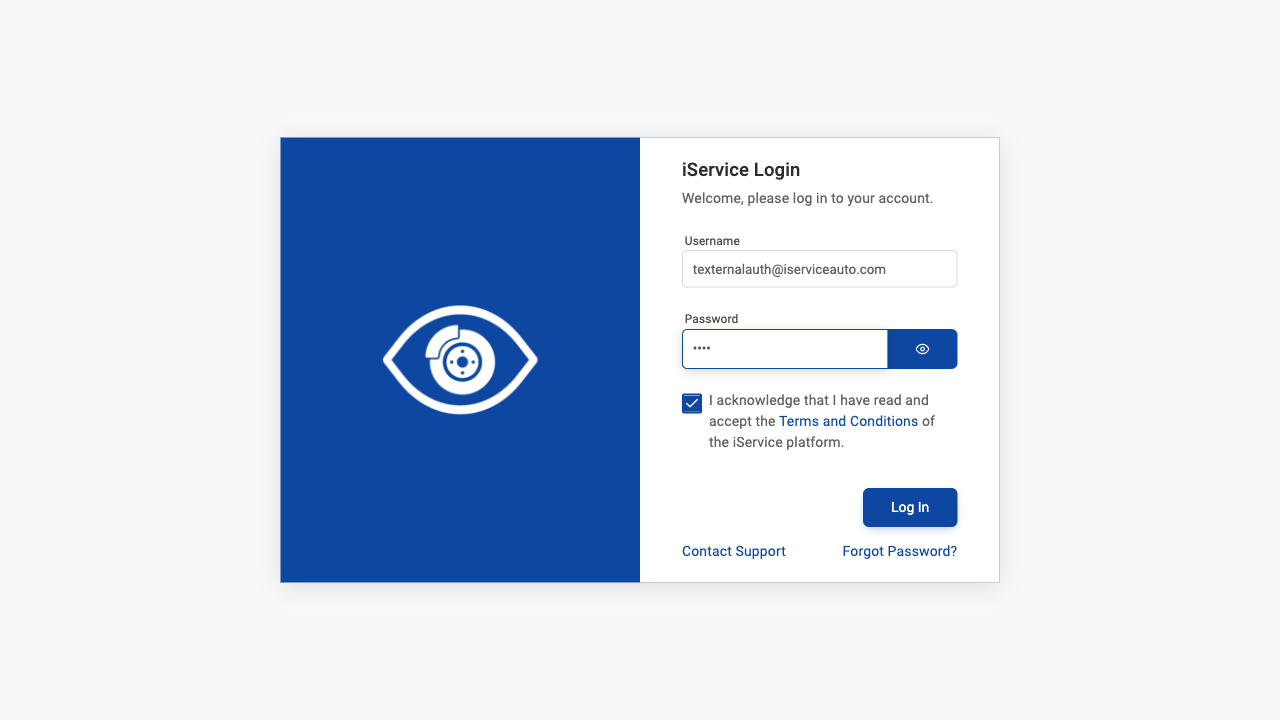 iService Login
Welcome, please log in to your account.
Username
texternalauth@iserviceauto.com
Password
••••
I acknowledge that I have read and
accept the Terms and Conditions of
the iService platform.
Log In
Contact Support
Forgot Password?